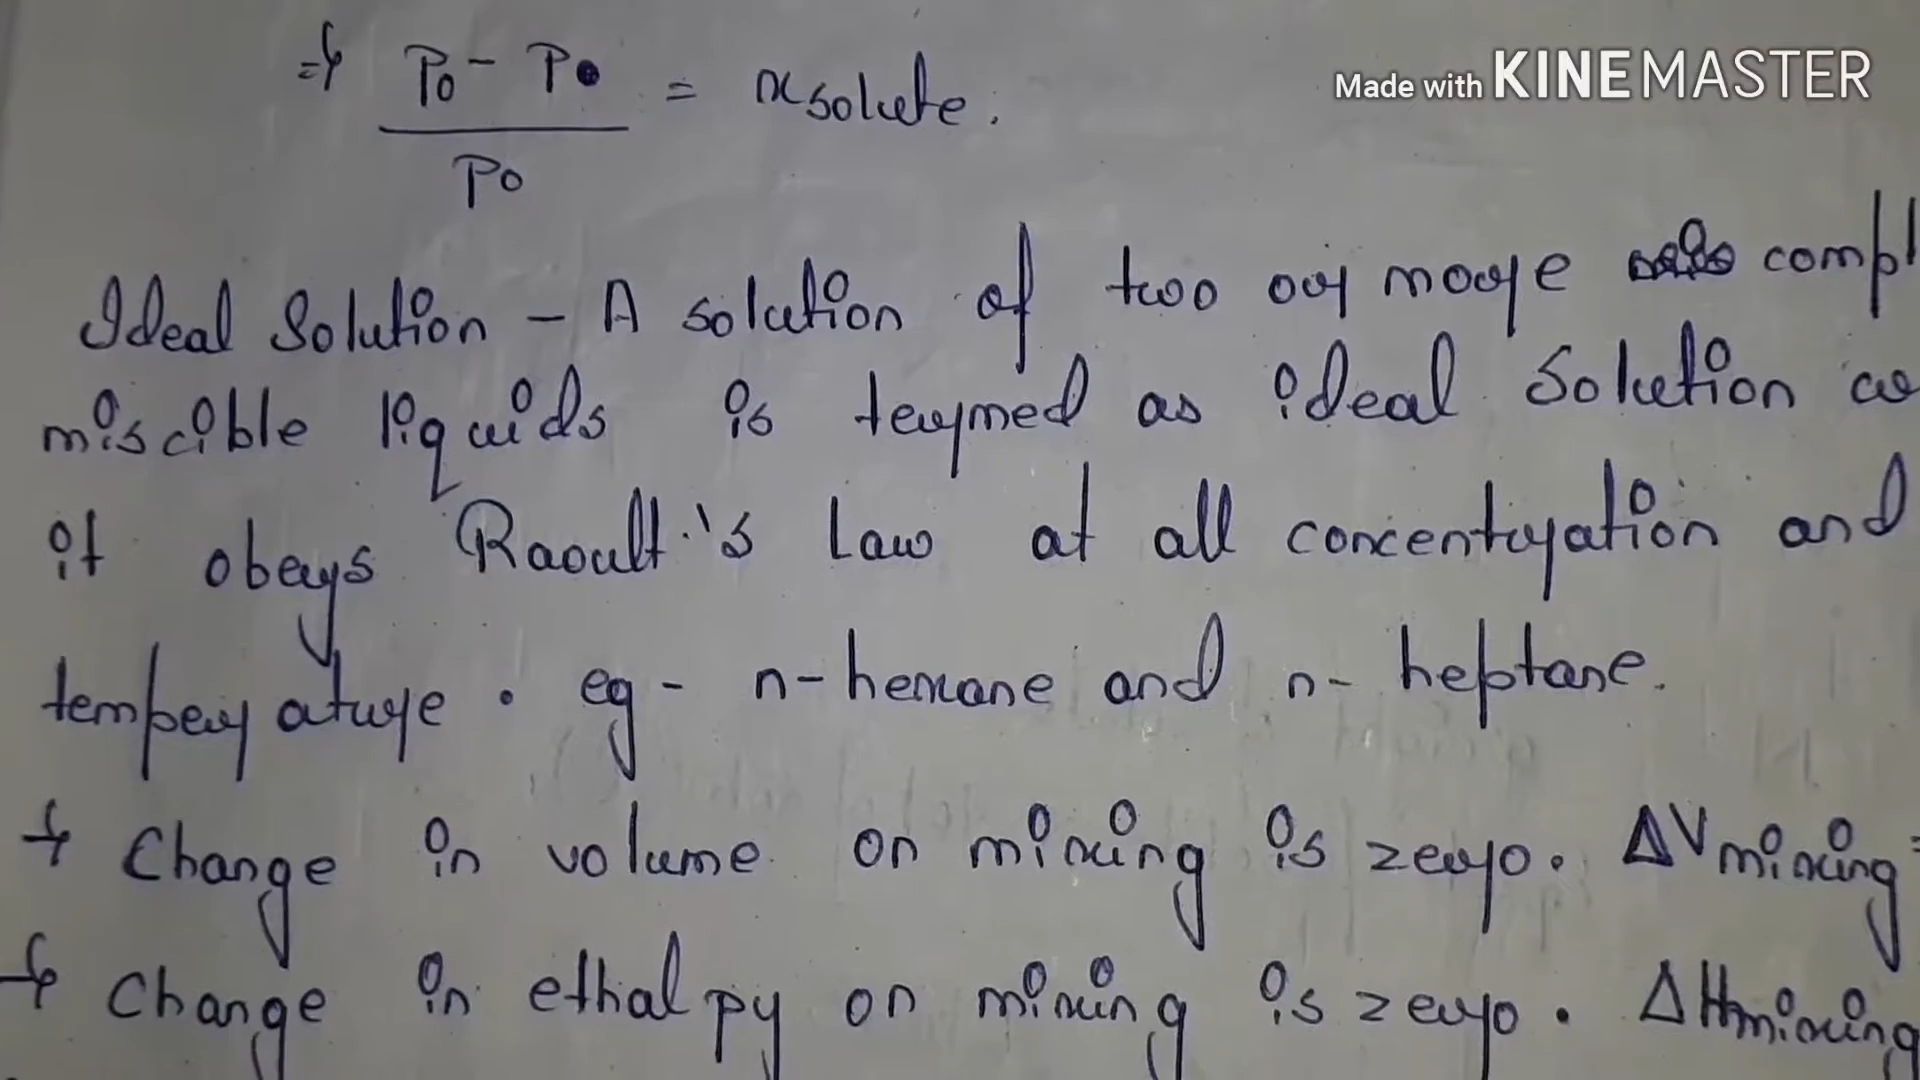 ⇒ P0 - P / P0 = x solute.
Made with KINEMASTER
Ideal Solution - A solution of two or more compl
miscible liquids is termed as ideal solution as
it obeys Raoult's Law at all concentration and
temperature . eg - n-hexane and n- heptane.
Change in volume on mixing is zero. ΔV mixing =
Change in ethalpy on mixing is zero. ΔH mixing